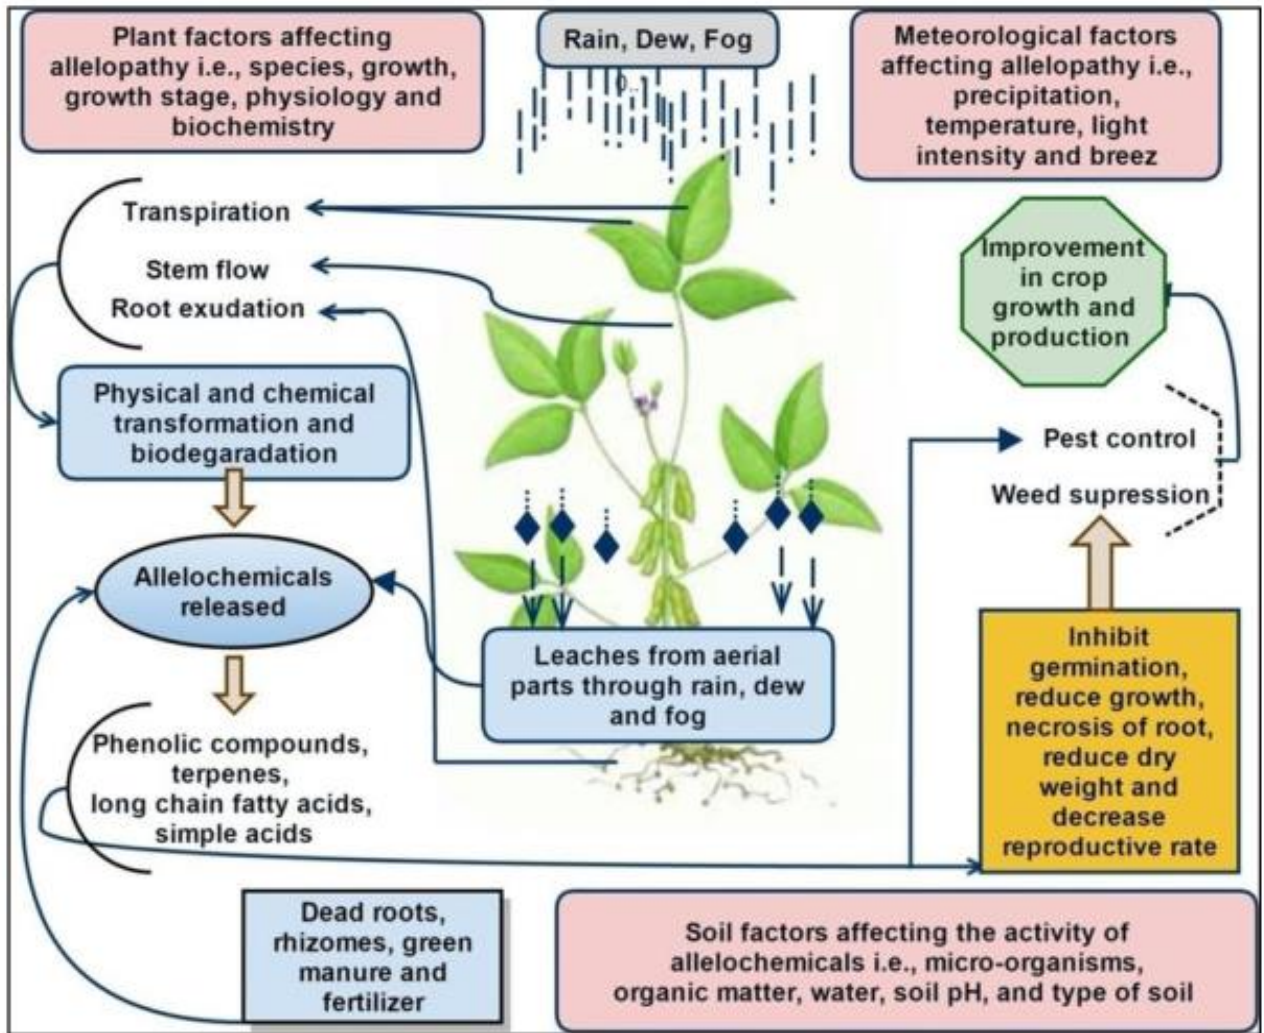 Plant factors affecting
allelopathy i.e., species, growth,
growth stage, physiology and
biochemistry
Rain, Dew, Fog
0..1
Meteorological factors
affecting allelopathy i.e.,
precipitation,
temperature, light
intensity and breez
Transpiration
Stem flow
Root exudation
Improvement
in crop
growth and
production
Physical and chemical
transformation and
biodegaradation
Pest control
Weed supression
Allelochemicals
released
Leaches from aerial
parts through rain, dew
and fog
Inhibit
germination,
reduce growth,
necrosis of root,
reduce dry
weight and
decrease
reproductive rate
Phenolic compounds,
terpenes,
long chain fatty acids,
simple acids
Dead roots,
rhizomes, green
manure and
fertilizer
Soil factors affecting the activity of
allelochemicals i.e., micro-organisms,
organic matter, water, soil pH, and type of soil